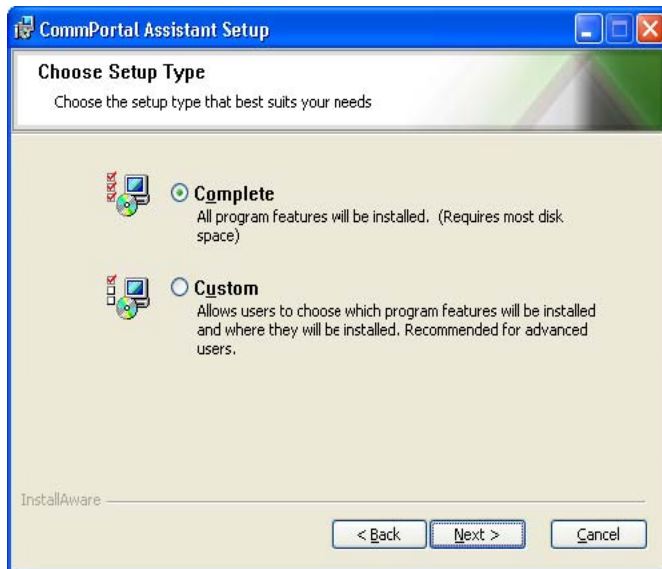 CommPortal Assistant Setup
Choose Setup Type
Choose the setup type that best suits your needs
Complete
All program features will be installed. (Requires most disk
space)
Custom
Allows users to choose which program features will be installed
and where they will be installed. Recommended for advanced
users.
InstallAware
< Back Next > Cancel